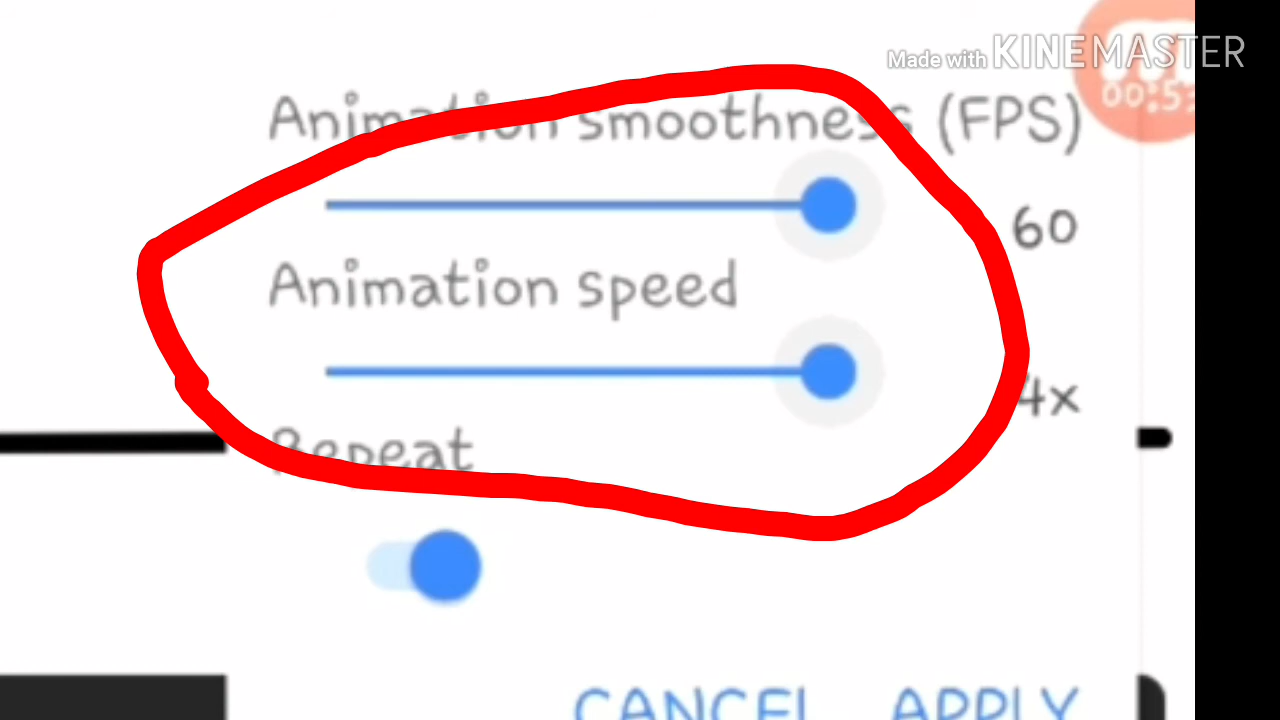 Made with KINEMASTER
Animation smoothness (FPS)
60
Animation speed
4x
Repeat
CANCEL APPLY